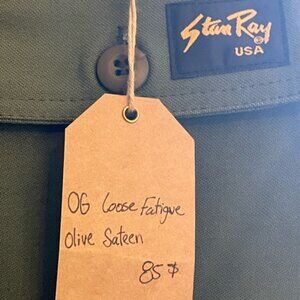 Stan Ray ®
USA
OG Loose Fatigue
Olive Sateen
85 $